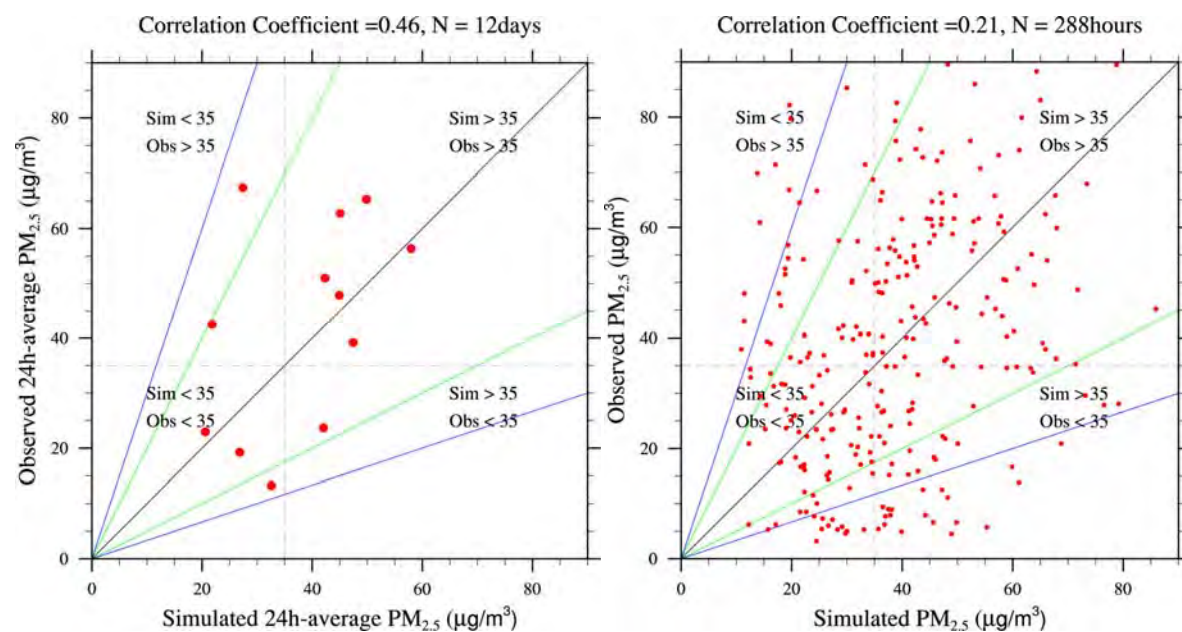 Correlation Coefficient =0.46, N = 12days
80
60
40
20
0
Observed 24h-average PM2.5 (μg/m³)
Sim < 35
Obs > 35
Sim > 35
Obs > 35
Sim < 35
Obs < 35
Sim > 35
Obs < 35
0 20 40 60 80
Simulated 24h-average PM2.5 (μg/m³)
Correlation Coefficient =0.21, N = 288hours
80
60
40
20
0
Observed PM2.5 (μg/m³)
Sim < 35
Obs > 35
Sim > 35
Obs > 35
Sim < 35
Obs < 35
Sim > 35
Obs < 35
0 20 40 60 80
Simulated PM2.5 (μg/m³)